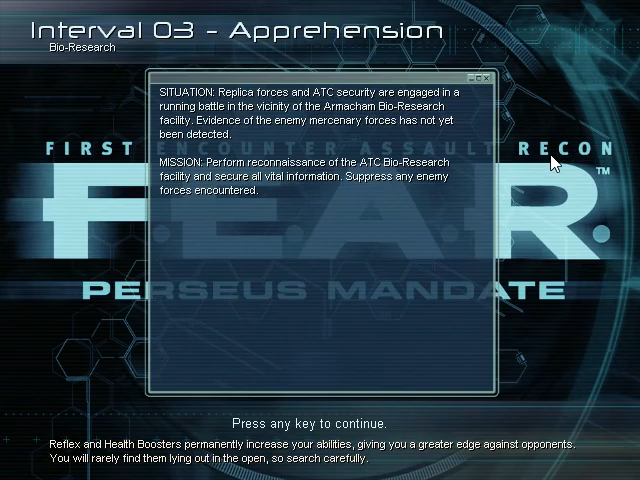 Interval 03 - Apprehension
Bio-Research
SITUATION: Replica forces and ATC security are engaged in a
running battle in the vicinity of the Armacham Bio-Research
facility. Evidence of the enemy mercenary forces has not yet
been detected.
MISSION: Perform reconnaissance of the ATC Bio-Research
facility and secure all vital information. Suppress any enemy
forces encountered.
FIRST ENCOUNTER ASSAULT RECON
F.E.A.R.™
PERSEUS MANDATE
Press any key to continue.
Reflex and Health Boosters permanently increase your abilities, giving you a greater edge against opponents.
You will rarely find them lying out in the open, so search carefully.